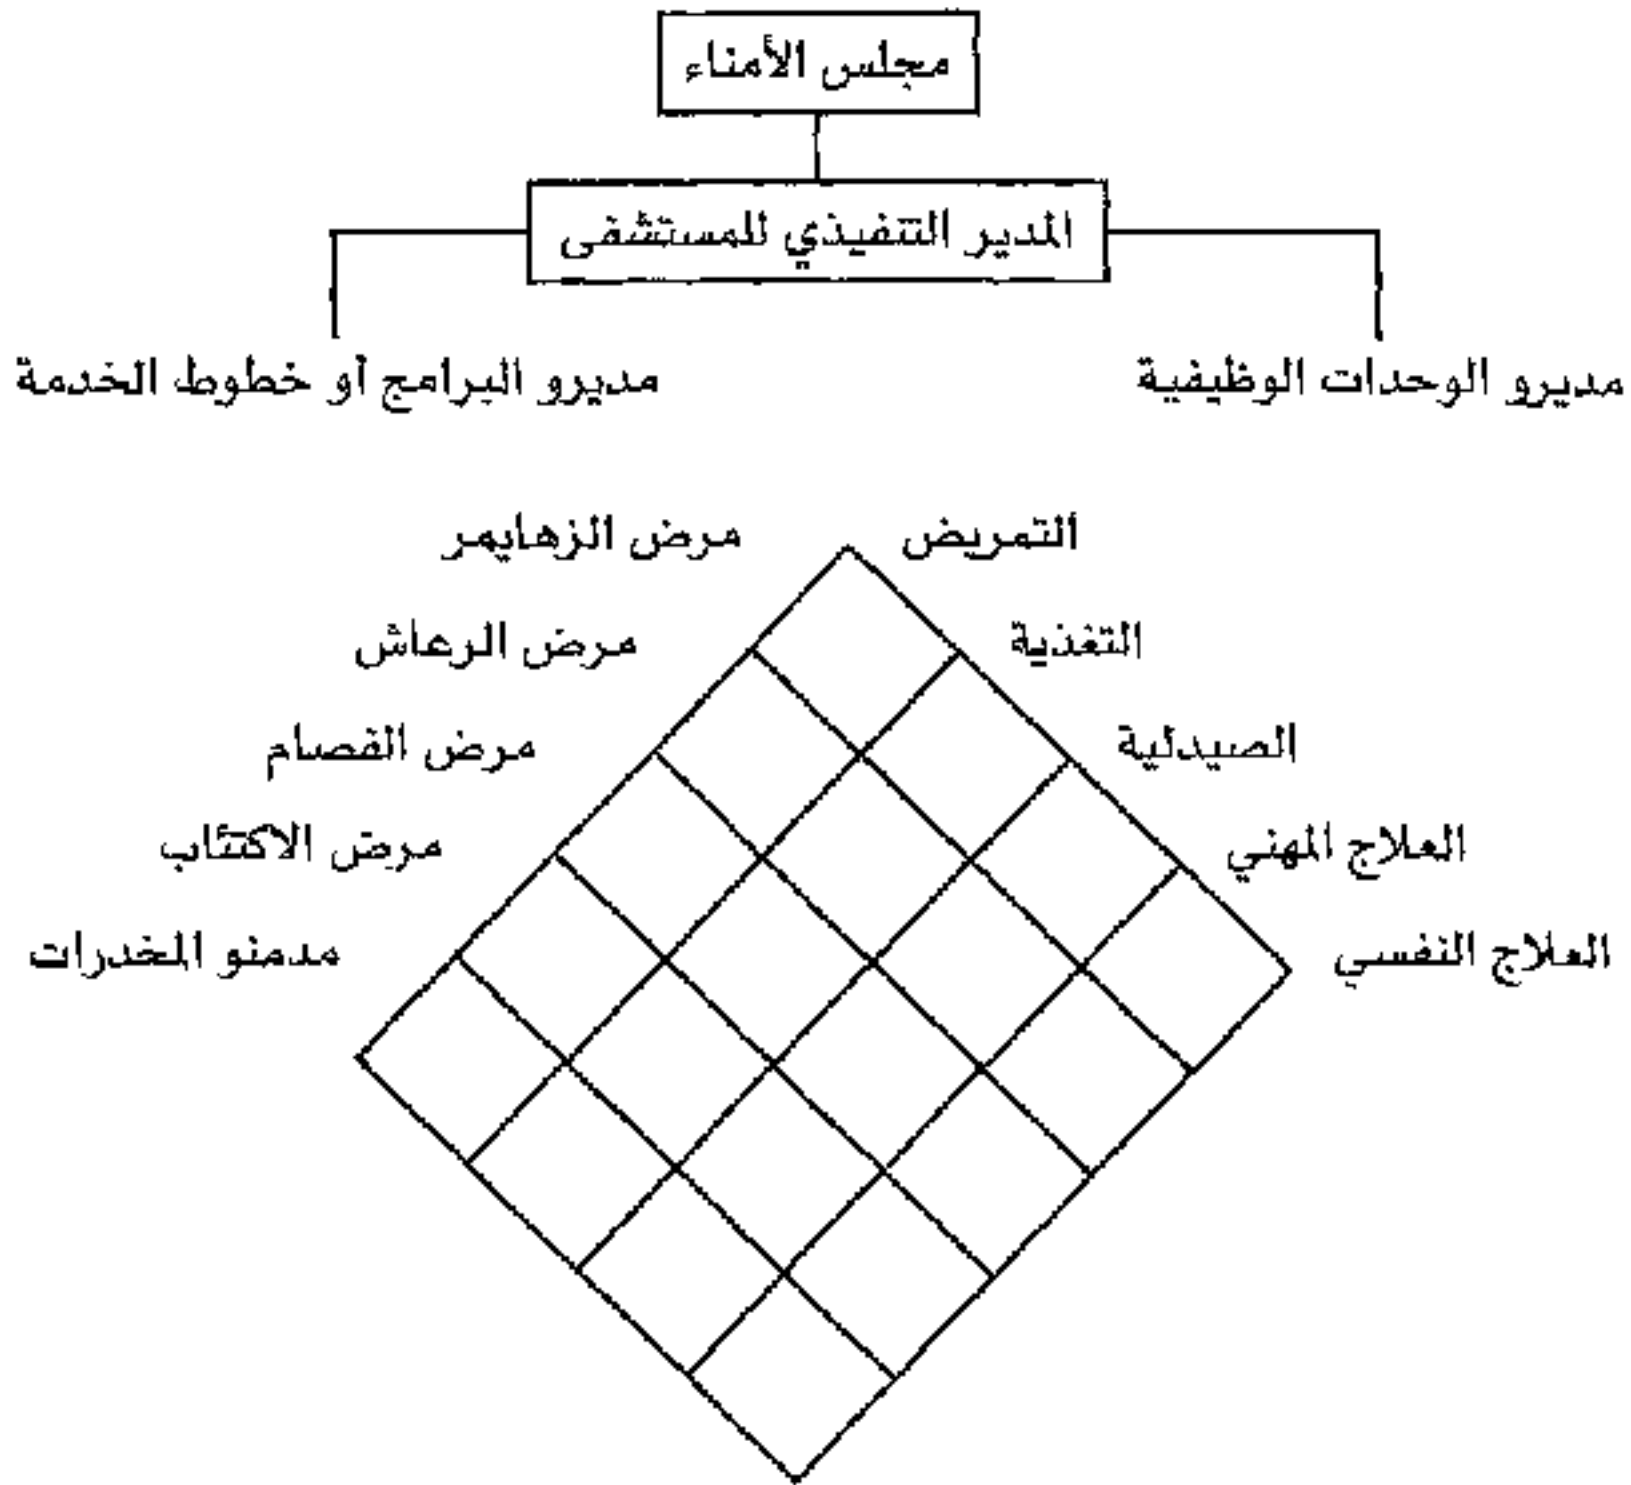 مجلس الأمناء
المدير التنفيذي للمستشفى
مديرو الوحدات الوظيفية
مديرو البرامج أو خطوط الخدمة
التمريض
مرض الزهايمر
التغذية
مرض الرعاش
الصيدلية
مرض الفصام
العلاج المهني
مرض الاكتئاب
العلاج النفسي
مدمنو المخدرات